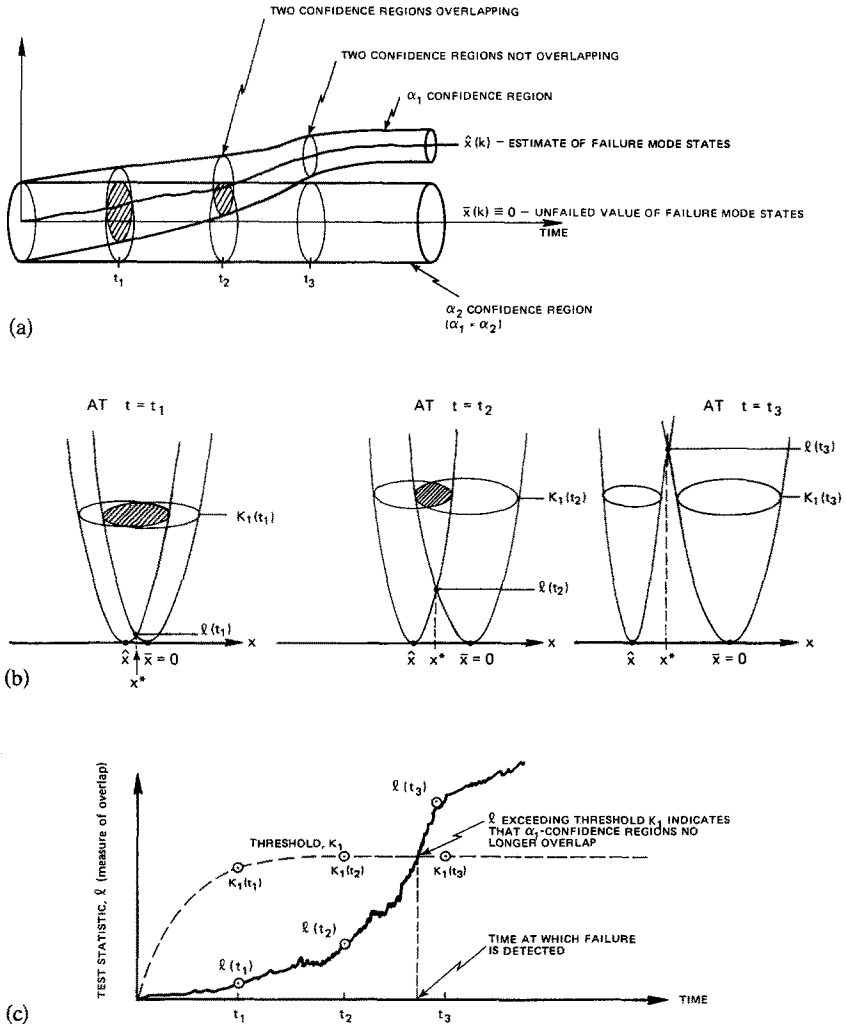 TWO CONFIDENCE REGIONS OVERLAPPING
TWO CONFIDENCE REGIONS NOT OVERLAPPING
α₁ CONFIDENCE REGION
x̂(k) – ESTIMATE OF FAILURE MODE STATES
x̄(k) ≡ 0 – UNFAILED VALUE OF FAILURE MODE STATES
TIME
t₁ t₂ t₃
α₂ CONFIDENCE REGION
(α₁ = α₂)
(a)
AT t = t₁ AT t = t₂ AT t = t₃
ℓ(t₃)
K₁(t₁) K₁(t₂) K₁(t₃)
ℓ(t₁) ℓ(t₂)
x x x
x̂ x̄ = 0 x̂ x* x̄ = 0 x̂ x* x̄ = 0
x*
(b)
TEST STATISTIC, ℓ (measure of overlap)
ℓ(t₃)
ℓ EXCEEDING THRESHOLD K₁ INDICATES
THAT α₁-CONFIDENCE REGIONS NO
LONGER OVERLAP
THRESHOLD, K₁
K₁(t₁) K₁(t₂) K₁(t₃)
ℓ(t₂)
ℓ(t₁)
TIME AT WHICH FAILURE
IS DETECTED
TIME
t₁ t₂ t₃
(c)